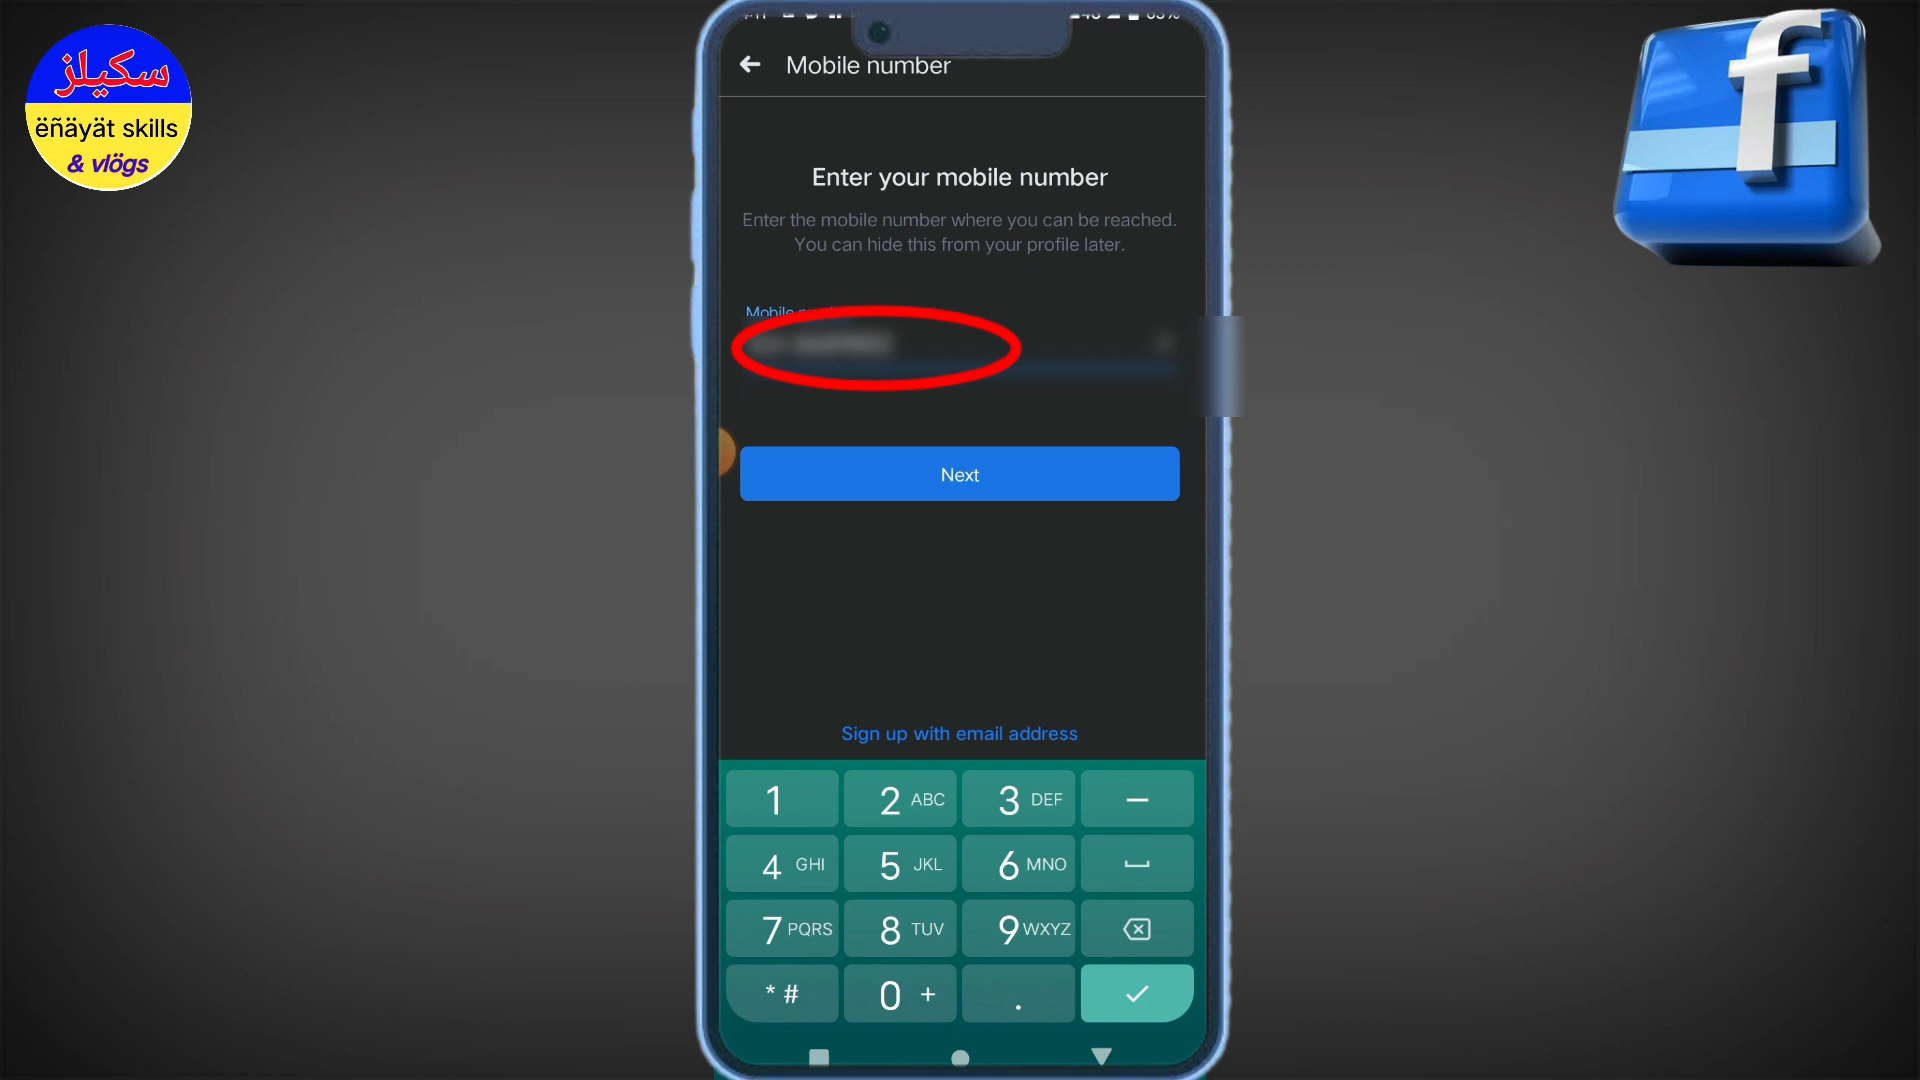 سكيلز
ëñäyät skills
& vlögs
f
Mobile number
Enter your mobile number
Enter the mobile number where you can be reached.
You can hide this from your profile later.
Mobile
Next
Sign up with email address
1 2 ABC 3 DEF –
4 GHI 5 JKL 6 MNO
7 PQRS 8 TUV 9 WXYZ
* # 0 + .